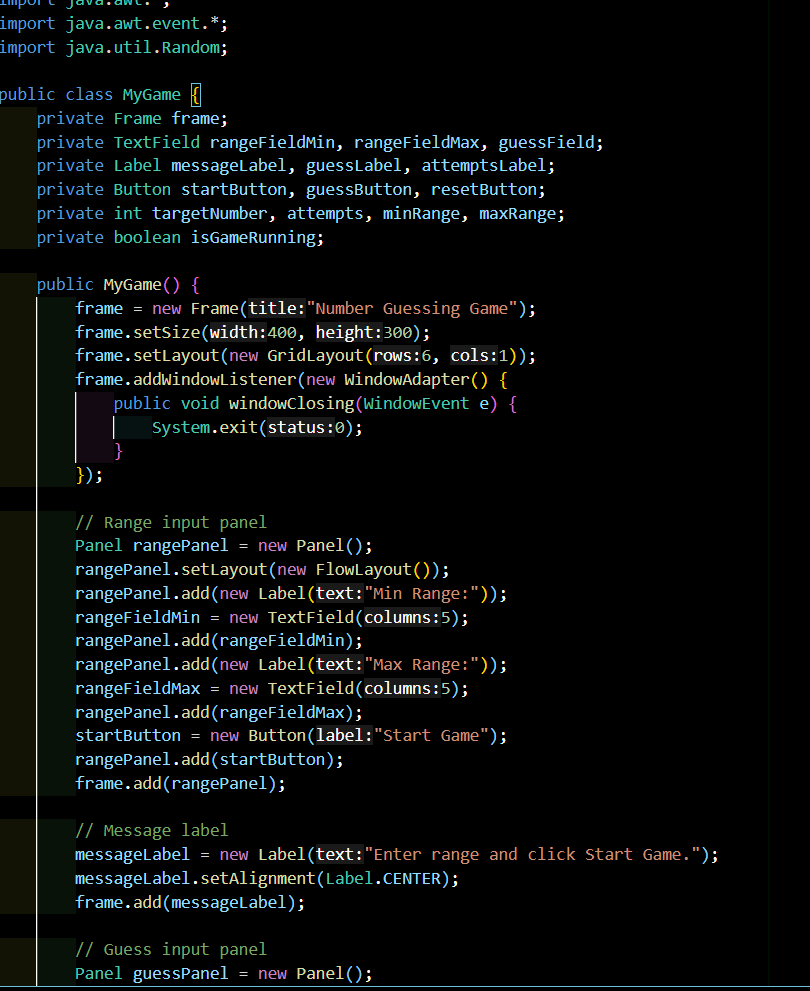 import java.awt.*;
import java.awt.event.*;
import java.util.Random;
public class MyGame {
private Frame frame;
private TextField rangeFieldMin, rangeFieldMax, guessField;
private Label messageLabel, guessLabel, attemptsLabel;
private Button startButton, guessButton, resetButton;
private int targetNumber, attempts, minRange, maxRange;
private boolean isGameRunning;
public MyGame() {
frame = new Frame(title:"Number Guessing Game");
frame.setSize(width:400, height:300);
frame.setLayout(new GridLayout(rows:6, cols:1));
frame.addWindowListener(new WindowAdapter() {
public void windowClosing(WindowEvent e) {
System.exit(status:0);
}
});
// Range input panel
Panel rangePanel = new Panel();
rangePanel.setLayout(new FlowLayout());
rangePanel.add(new Label(text:"Min Range:"));
rangeFieldMin = new TextField(columns:5);
rangePanel.add(rangeFieldMin);
rangePanel.add(new Label(text:"Max Range:"));
rangeFieldMax = new TextField(columns:5);
rangePanel.add(rangeFieldMax);
startButton = new Button(label:"Start Game");
rangePanel.add(startButton);
frame.add(rangePanel);
// Message label
messageLabel = new Label(text:"Enter range and click Start Game.");
messageLabel.setAlignment(Label.CENTER);
frame.add(messageLabel);
// Guess input panel
Panel guessPanel = new Panel();